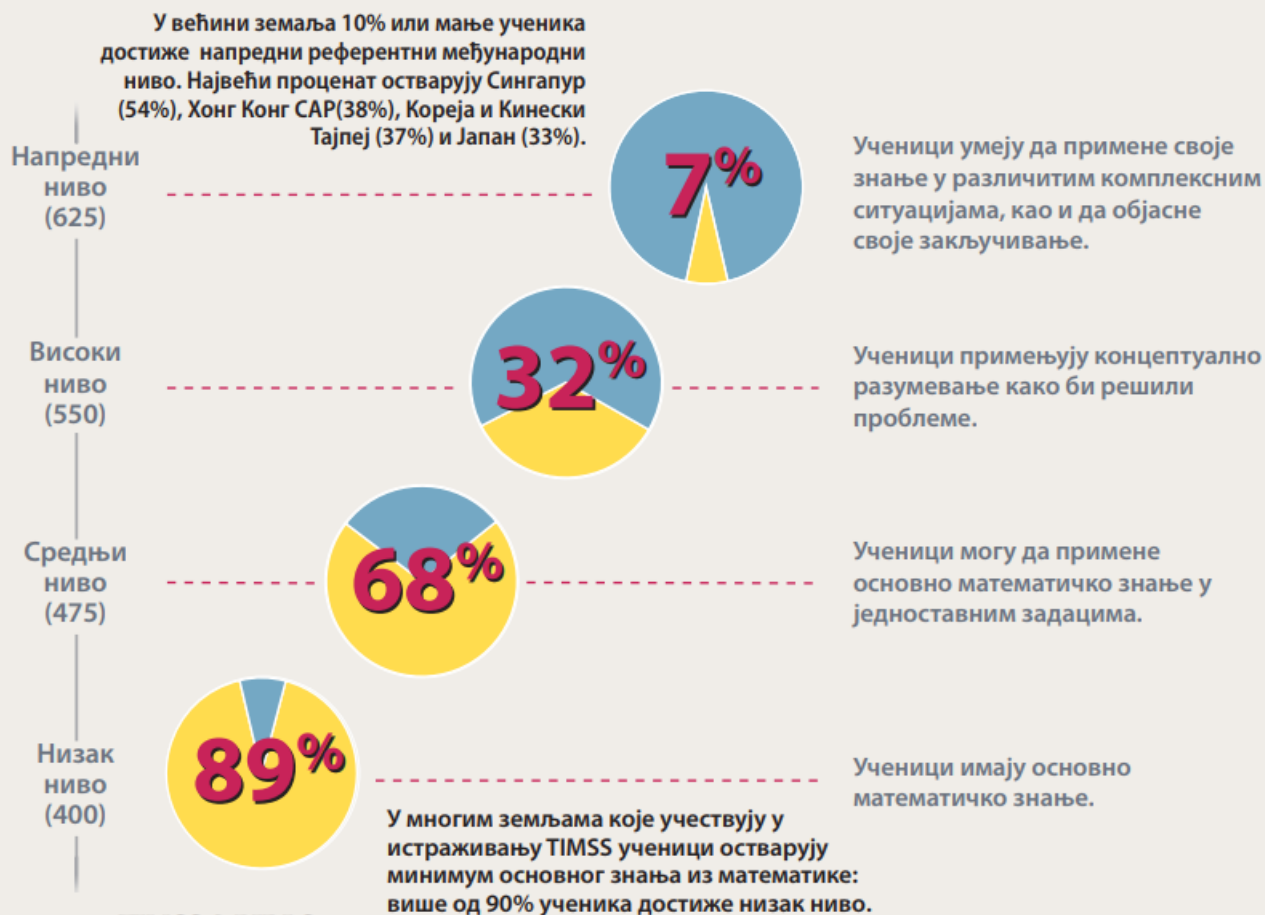 У већини земаља 10% или мање ученика
достиже напредни референтни међународни
ниво. Највећи проценат остварују Сингапур
(54%), Хонг Конг САР(38%), Кореја и Кинески
Тајпеј (37%) и Јапан (33%).
Напредни
ниво
(625)
7%
Ученици умеју да примене своје
знање у различитим комплексним
ситуацијама, као и да објасне
своје закључивање.
Високи
ниво
(550)
32%
Ученици примењују концептуално
разумевање како би решили
проблеме.
Средњи
ниво
(475)
68%
Ученици могу да примене
основно математичко знање у
једноставним задацима.
Низак
ниво
(400)
89%
Ученици имају основно
математичко знање.
У многим земљама које учествују у
истраживању TIMSS ученици остварују
минимум основног знања из математике:
више од 90% ученика достиже низак ниво.